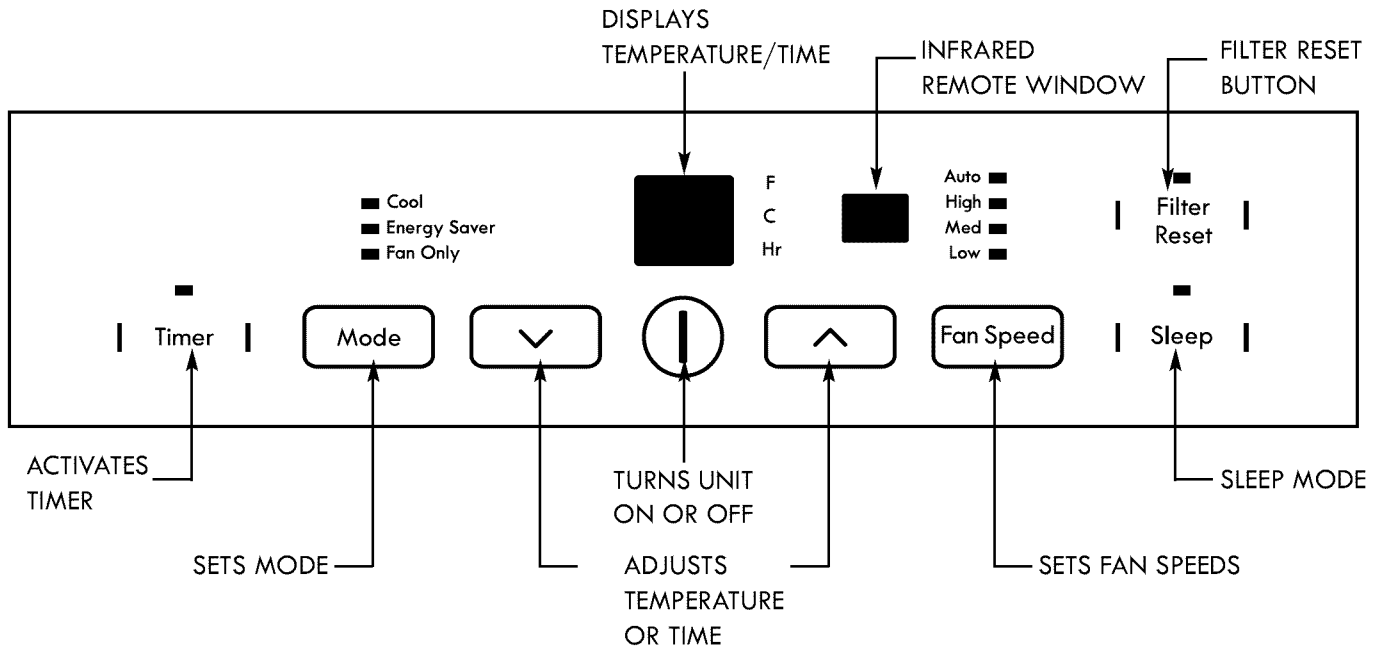 DISPLAYS
TEMPERATURE/TIME
INFRARED
REMOTE WINDOW
FILTER RESET
BUTTON
Cool
Energy Saver
Fan Only
F
C
Hr
Auto
High
Med
Low
Filter
Reset
Timer
Mode
Fan Speed
Sleep
ACTIVATES
TIMER
SETS MODE
TURNS UNIT
ON OR OFF
ADJUSTS
TEMPERATURE
OR TIME
SETS FAN SPEEDS
SLEEP MODE